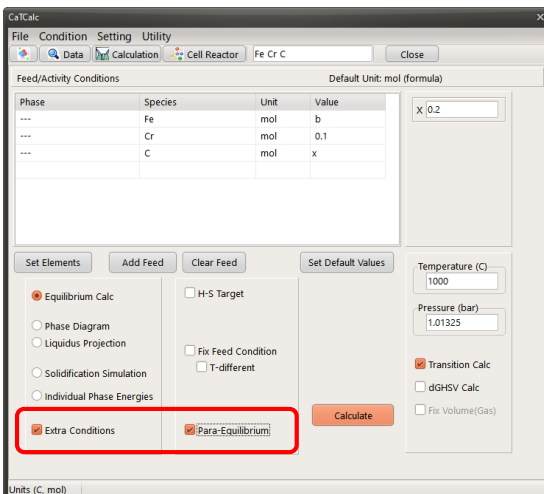 CaTCalc
File Condition Setting Utility
Data Calculation Cell Reactor Fe Cr C Close
Feed/Activity Conditions Default Unit: mol (formula)
Phase Species Unit Value
--- Fe mol b
--- Cr mol 0.1
--- C mol x
X 0.2
Set Elements Add Feed Clear Feed Set Default Values
Temperature (C)
1000
Equilibrium Calc H-S Target
Pressure (bar)
1.01325
Phase Diagram
Liquidus Projection
Fix Feed Condition
T-different
Transition Calc
Solidification Simulation
dGHSV Calc
Individual Phase Energies
Calculate Fix Volume(Gas)
Extra Conditions Para-Equilibrium
Units (C, mol)